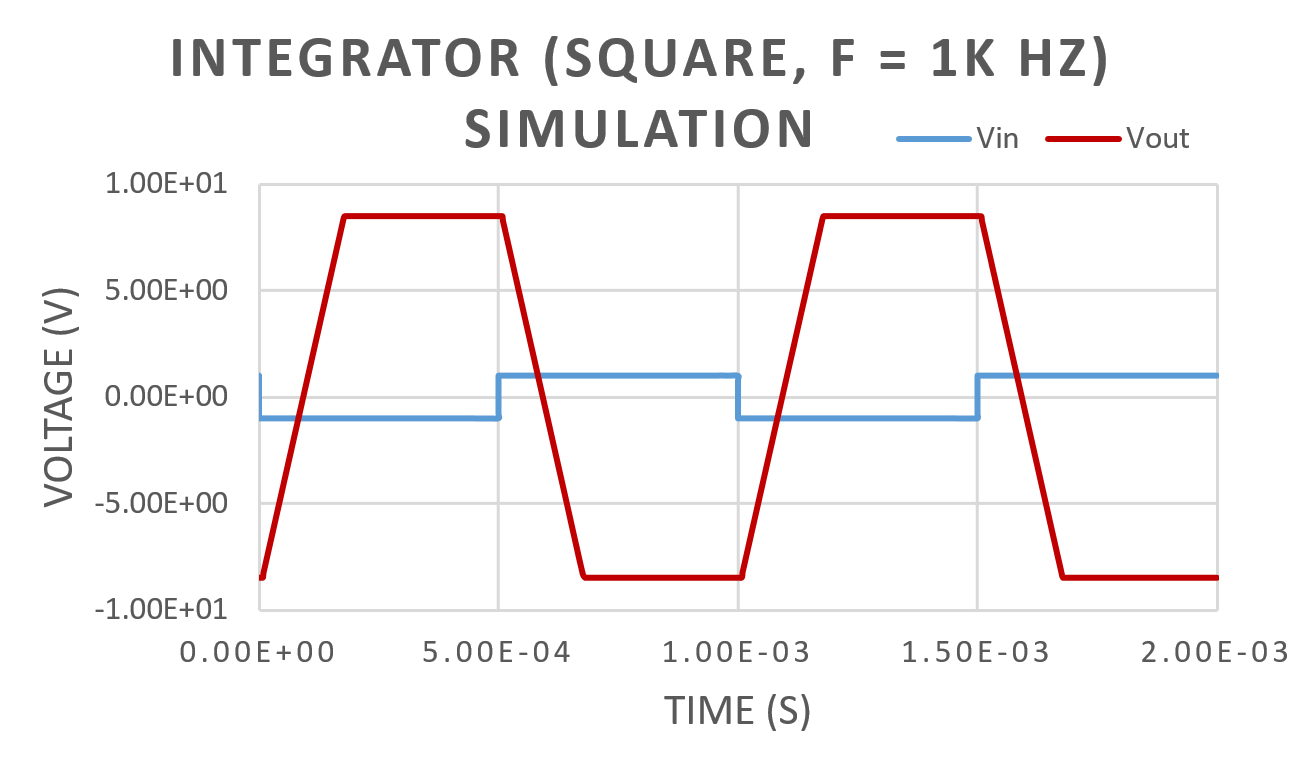 INTEGRATOR (SQUARE, F = 1K HZ)
SIMULATION
Vin Vout
1.00E+01
5.00E+00
0.00E+00
-5.00E+00
-1.00E+01
VOLTAGE (V)
0.00E+00 5.00E-04 1.00E-03 1.50E-03 2.00E-03
TIME (S)